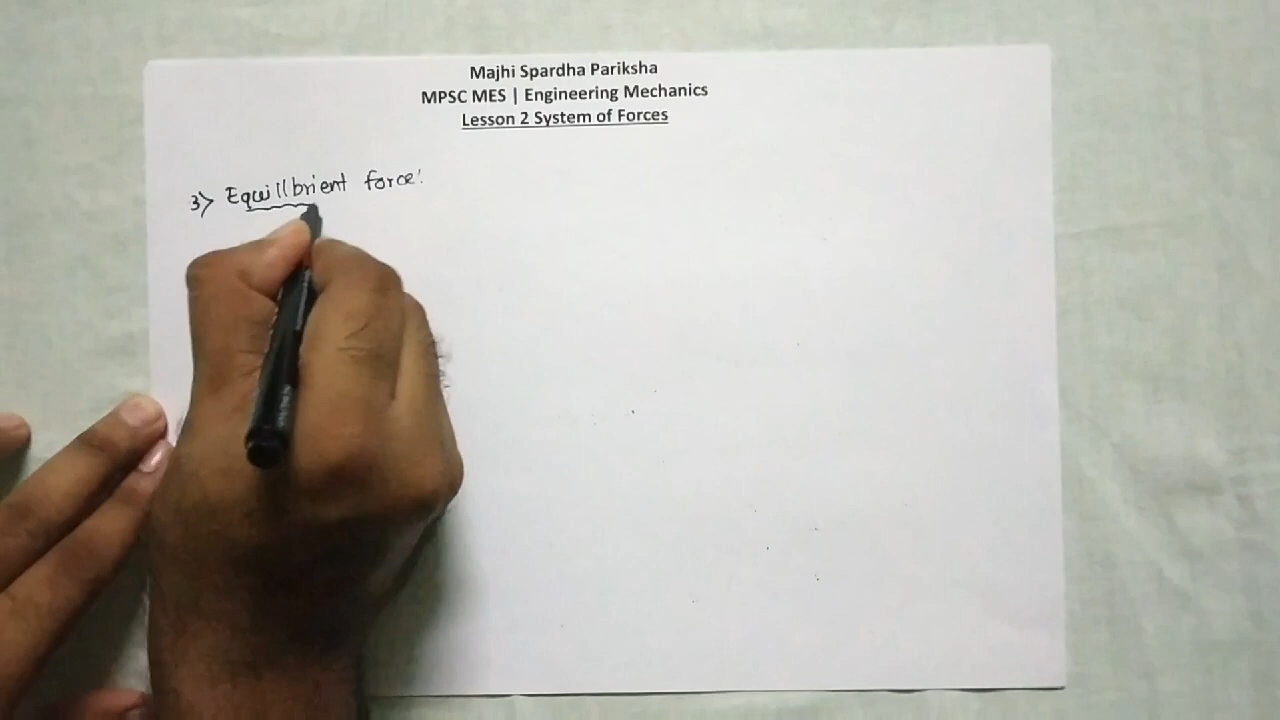 Majhi Spardha Pariksha
MPSC MES | Engineering Mechanics
Lesson 2 System of Forces
3> Equillbrient force: